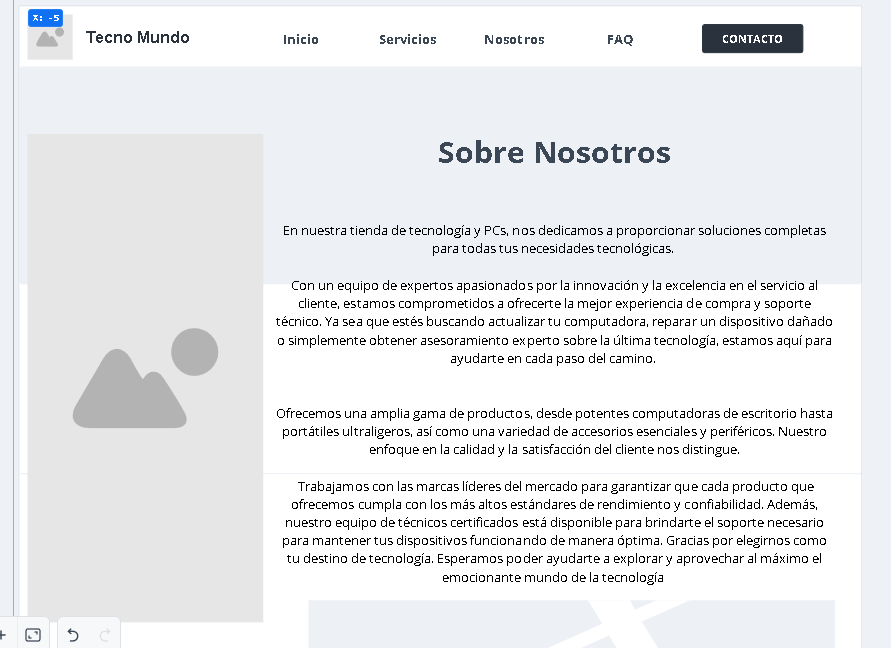 X: -5
Tecno Mundo
Inicio
Servicios
Nosotros
FAQ
CONTACTO
Sobre Nosotros
En nuestra tienda de tecnología y PCs, nos dedicamos a proporcionar soluciones completas
para todas tus necesidades tecnológicas.
Con un equipo de expertos apasionados por la innovación y la excelencia en el servicio al
cliente, estamos comprometidos a ofrecerte la mejor experiencia de compra y soporte
técnico. Ya sea que estés buscando actualizar tu computadora, reparar un dispositivo dañado
o simplemente obtener asesoramiento experto sobre la última tecnología, estamos aquí para
ayudarte en cada paso del camino.
Ofrecemos una amplia gama de productos, desde potentes computadoras de escritorio hasta
portátiles ultraligeros, así como una variedad de accesorios esenciales y periféricos. Nuestro
enfoque en la calidad y la satisfacción del cliente nos distingue.
Trabajamos con las marcas líderes del mercado para garantizar que cada producto que
ofrecemos cumpla con los más altos estándares de rendimiento y confiabilidad. Además,
nuestro equipo de técnicos certificados está disponible para brindarte el soporte necesario
para mantener tus dispositivos funcionando de manera óptima. Gracias por elegirnos como
tu destino de tecnología. Esperamos poder ayudarte a explorar y aprovechar al máximo el
emocionante mundo de la tecnología